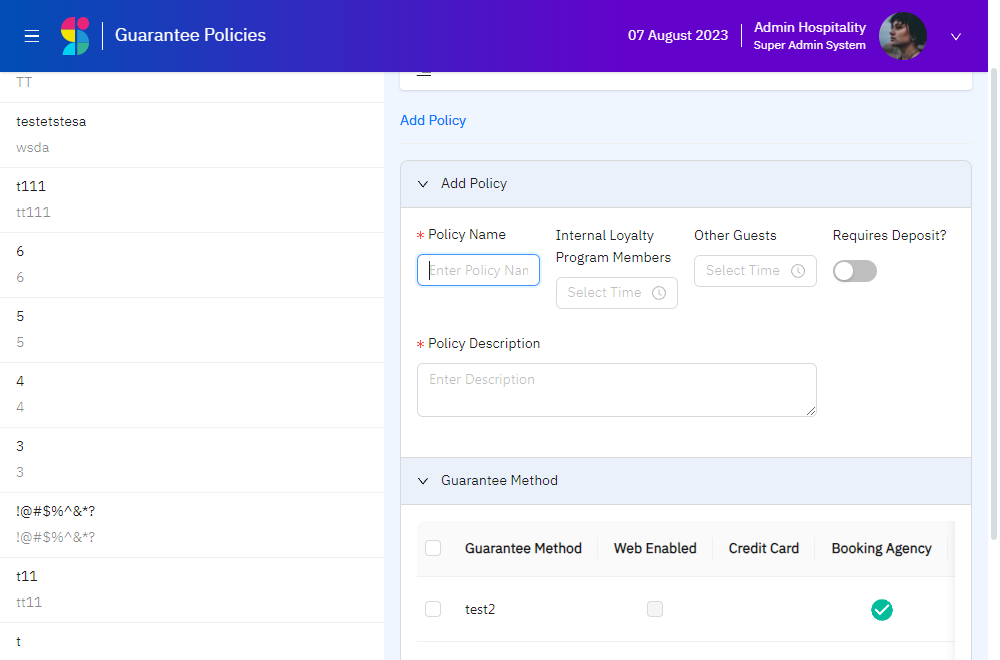 Guarantee Policies
07 August 2023
Admin Hospitality
Super Admin System
TT
testetstesa
wsda
t111
tt111
6
6
5
5
4
4
3
3
!@#$%^&*?
!@#$%^&*?
t11
tt11
t
Add Policy
Add Policy
* Policy Name
Enter Policy Nan
Internal Loyalty
Program Members
Select Time
Other Guests
Select Time
Requires Deposit?
* Policy Description
Enter Description
Guarantee Method
Guarantee Method Web Enabled Credit Card Booking Agency
test2